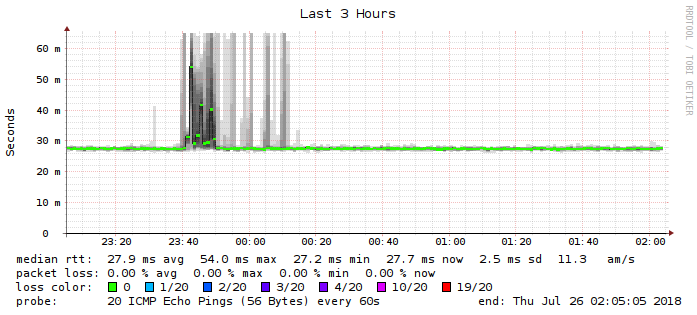 Last 3 Hours
RRDTOOL / TOBI OETIKER
Seconds
60 m
50 m
40 m
30 m
20 m
10 m
0
23:20 23:40 00:00 00:20 00:40 01:00 01:20 01:40 02:00
median rtt: 27.9 ms avg 54.0 ms max 27.2 ms min 27.7 ms now 2.5 ms sd 11.3 am/s
packet loss: 0.00 % avg 0.00 % max 0.00 % min 0.00 % now
loss color: 0 1/20 2/20 3/20 4/20 10/20 19/20
probe: 20 ICMP Echo Pings (56 Bytes) every 60s end: Thu Jul 26 02:05:05 2018